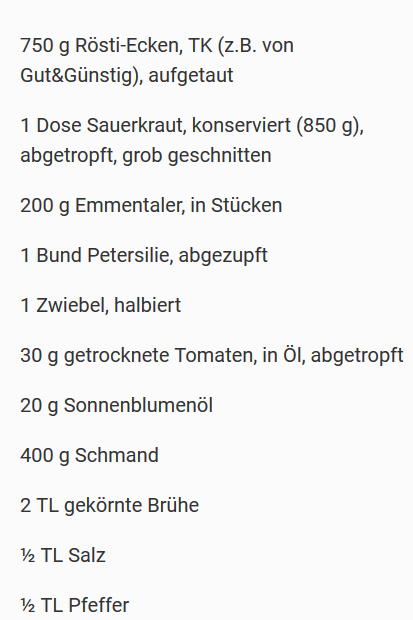 750 g Rösti-Ecken, TK (z.B. von
Gut&Günstig), aufgetaut
1 Dose Sauerkraut, konserviert (850 g),
abgetropft, grob geschnitten
200 g Emmentaler, in Stücken
1 Bund Petersilie, abgezupft
1 Zwiebel, halbiert
30 g getrocknete Tomaten, in Öl, abgetropft
20 g Sonnenblumenöl
400 g Schmand
2 TL gekörnte Brühe
½ TL Salz
½ TL Pfeffer